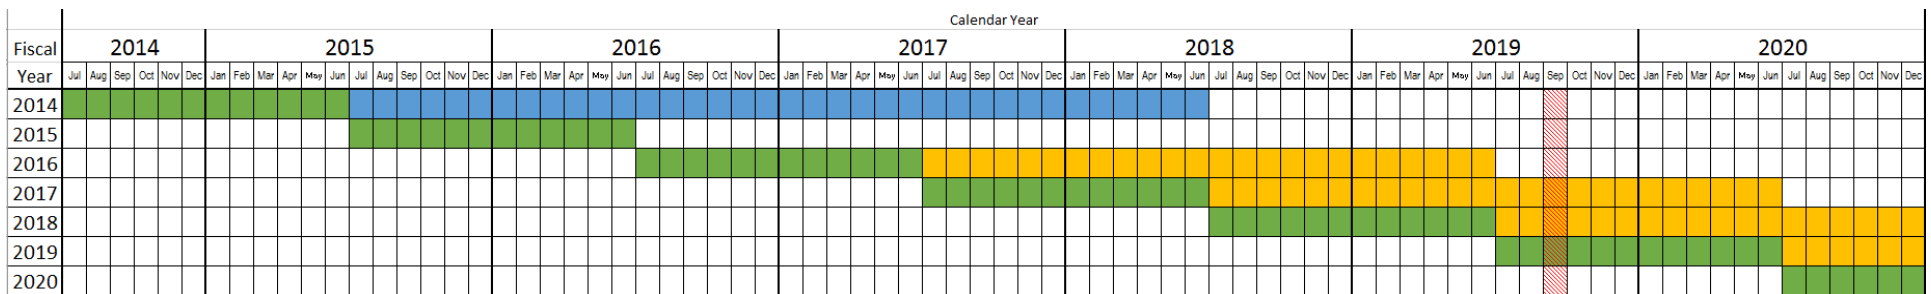 Calendar Year
Fiscal 2014 2015 2016 2017 2018 2019 2020
Year Jul Aug Sep Oct Nov Dec Jan Feb Mar Apr May Jun Jul Aug Sep Oct Nov Dec Jan Feb Mar Apr May Jun Jul Aug Sep Oct Nov Dec Jan Feb Mar Apr May Jun Jul Aug Sep Oct Nov Dec Jan Feb Mar Apr May Jun Jul Aug Sep Oct Nov Dec Jan Feb Mar Apr May Jun Jul Aug Sep Oct Nov Dec Jan Feb Mar Apr May Jun Jul Aug Sep Oct Nov Dec
2014
2015
2016
2017
2018
2019
2020